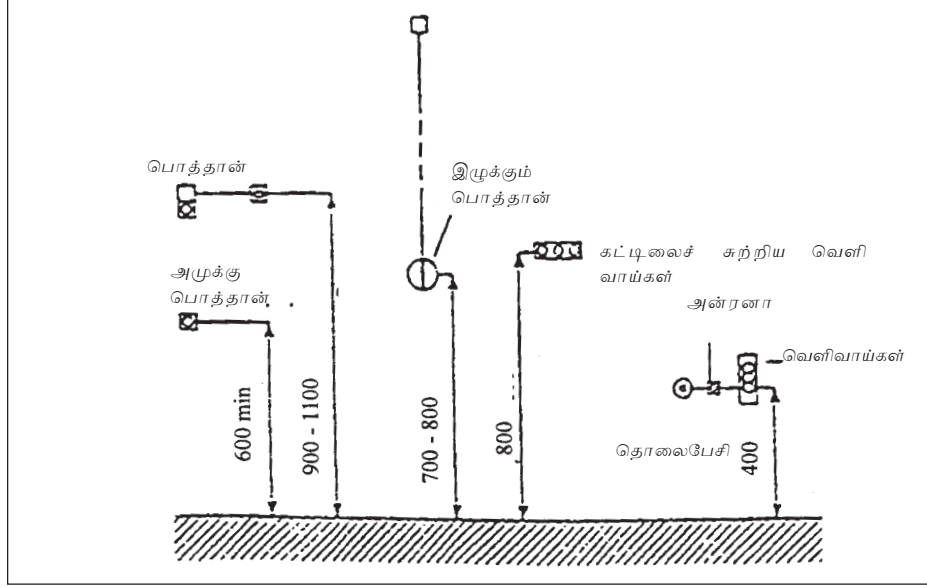 பொத்தான்
இழுக்கும்
பொத்தான்
கட்டிலைச் சுற்றிய வெளி
வாய்கள்
அமுக்கு
பொத்தான்
அன்ரனா
வெளிவாய்கள்
தொலைபேசி
600 min
900 - 1100
700 - 800
800
400